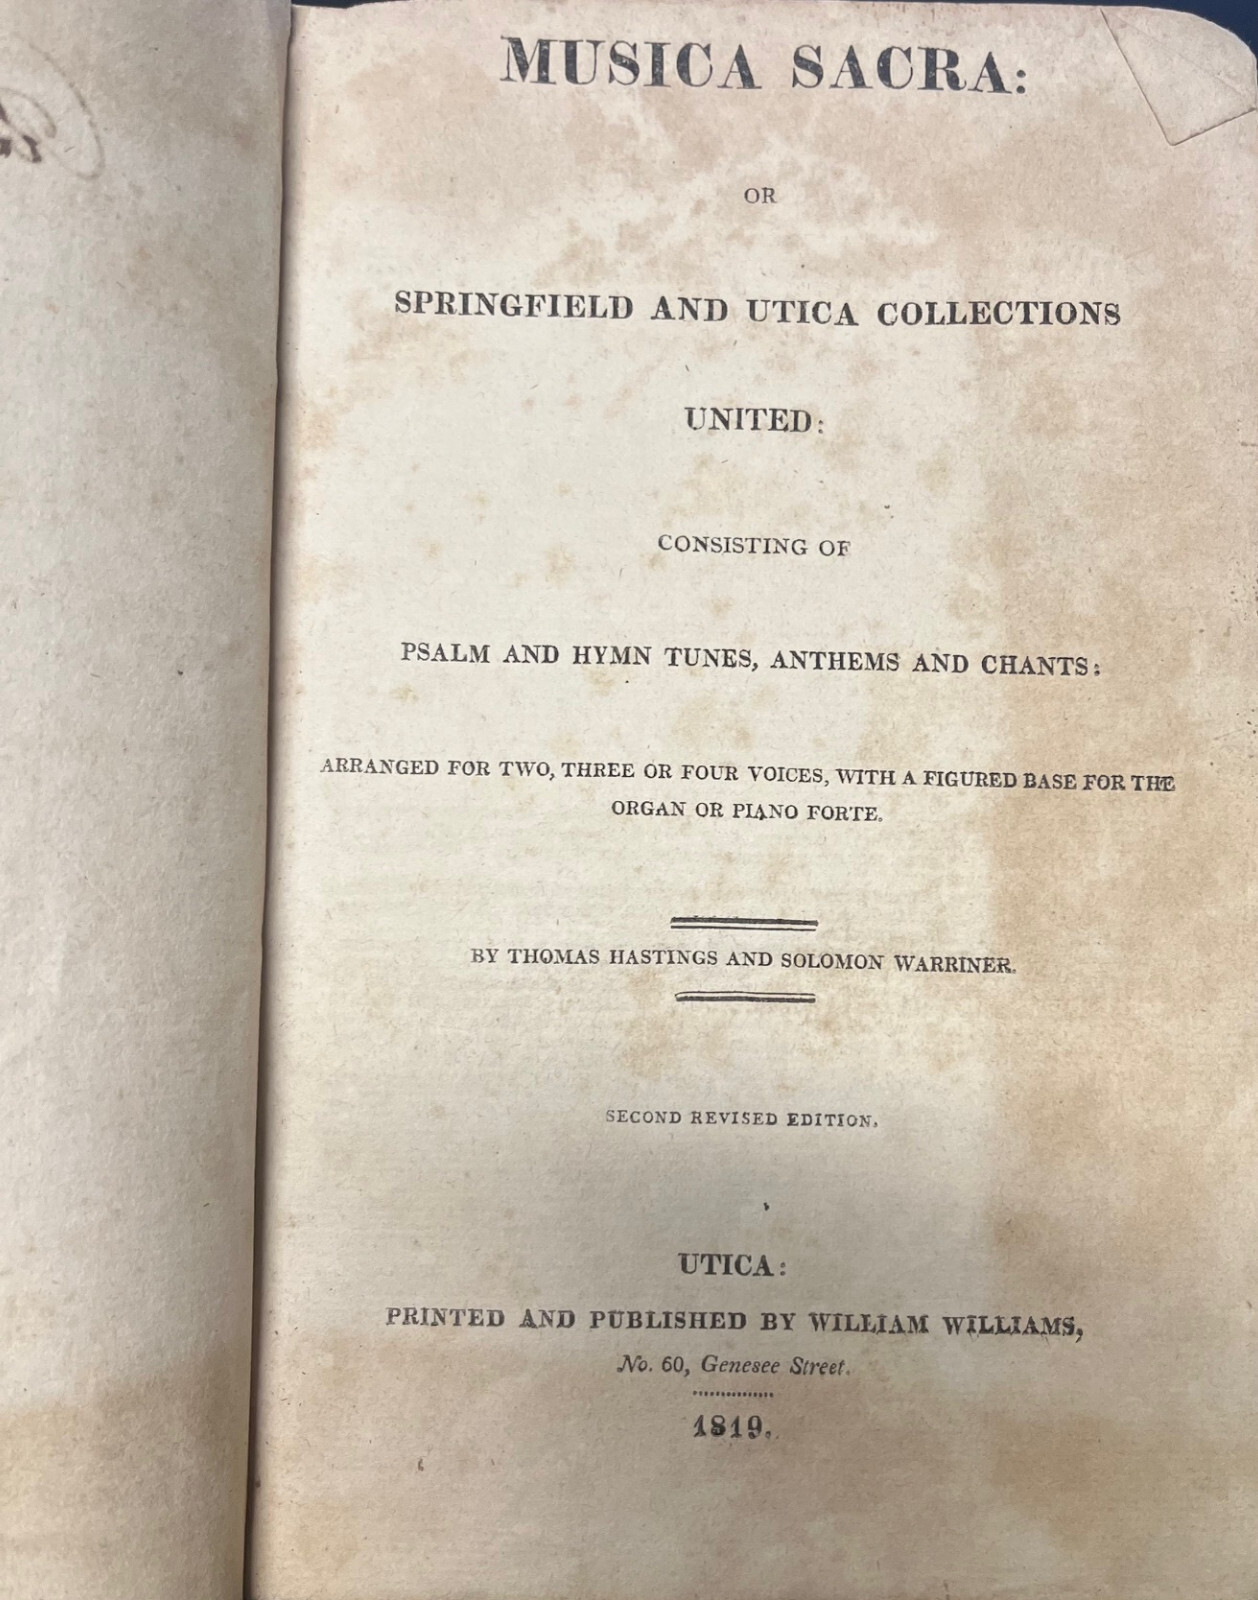 MUSICA SACRA:
OR
SPRINGFIELD AND UTICA COLLECTIONS
UNITED:
CONSISTING OF
PSALM AND HYMN TUNES, ANTHEMS AND CHANTS:
ARRANGED FOR TWO, THREE OR FOUR VOICES, WITH A FIGURED BASE FOR THE
ORGAN OR PIANO FORTE.
BY THOMAS HASTINGS AND SOLOMON WARRINER.
SECOND REVISED EDITION.
UTICA:
PRINTED AND PUBLISHED BY WILLIAM WILLIAMS,
No. 60, Genesee Street.
1819.